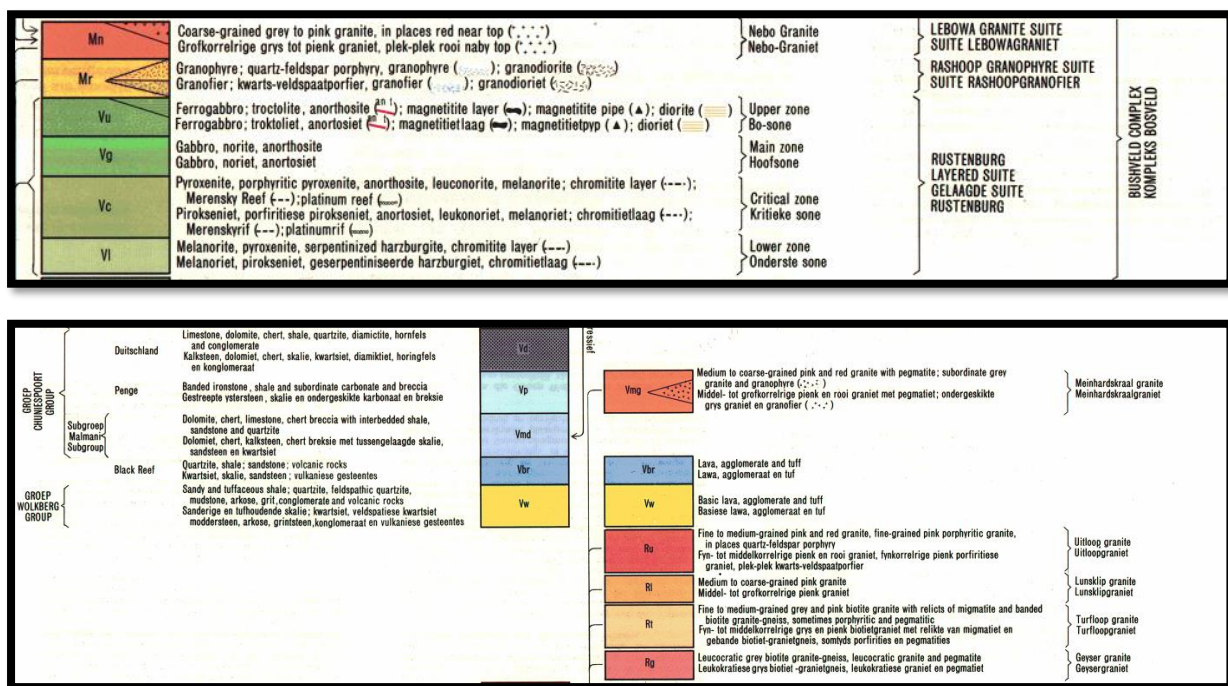 Mn
Coarse-grained grey to pink granite, in places red near top ( )
Grofkorrelrige grys tot pienk graniet, plek-plek rooi naby top ( )
Nebo Granite
Nebo-Graniet
LEBOWA GRANITE SUITE
SUITE LEBOWAGRANIET
Mr
Granophyre; quartz-feldspar porphyry, granophyre ( ); granodiorite ( )
Granofier; kwarts-veldspaatporfier, granofier ( ); granodioriet ( )
RASHOOP GRANOPHYRE SUITE
SUITE RASHOOPGRANOFIER
Vu
Ferrogabbro; troctolite, anorthosite ( ); magnetitite layer ( ); magnetitite pipe (▲); diorite ( )
Ferrogabbro; troktoliet, anortosiet ( ); magnetitietlaag ( ); magnetitietpyp (▲); dioriet ( )
Upper zone
Bo-sone
Vg
Gabbro, norite, anorthosite
Gabbro, noriet, anortosiet
Main zone
Hoofsone
Vc
Pyroxenite, porphyritic pyroxenite, anorthosite, leuconorite, melanorite; chromitite layer (---·);
Merensky Reef (---); platinum reef ( )
Pirokseniet, porfiritiese pirokseniet, anortosiet, leukonoriet, melanoriet; chromitietlaag (---·);
Merenskyrif (---); platinumrif ( )
Critical zone
Kritieke sone
Vl
Melanorite, pyroxenite, serpentinized harzburgite, chromitite layer (----)
Melanoriet, pirokseniet, geserpentiniseerde harzburgiet, chromitietlaag (----)
Lower zone
Onderste sone
RUSTENBURG
LAYERED SUITE
GELAAGDE SUITE
RUSTENBURG
BUSHVELD COMPLEX
KOMPLEKS BOSVELD
GROEP
CHUNIESPOORT
GROUP
Duitschland
Limestone, dolomite, chert, shale, quartzite, diamictite, hornfels
and conglomerate
Kalksteen, dolomiet, chert, skalie, kwartsiet, diamiktiet, horingfels
en konglomeraat
Vd
Penge
Banded ironstone, shale and subordinate carbonate and breccia
Gestreepte ystersteen, skalie en ondergeskikte karbonaat en breksie
Vp
Subgroep
Malmani
Subgroup
Dolomite, chert, limestone, chert breccia with interbedded shale,
sandstone and quartzite
Dolomiet, chert, kalksteen, chert breksie met tussengelaagde skalie,
sandsteen en kwartsiet
Vmd
Black Reef
Quartzite, shale; sandstone; volcanic rocks
Kwartsiet, skalie, sandsteen; vulkaniese gesteentes
Vbr
GROEP
WOLKBERG
GROUP
Sandy and tuffaceous shale; quartzite, feldspathic quartzite,
mudstone, arkose, grit, conglomerate and volcanic rocks
Sanderige en tufhoudende skalie; kwartsiet, veldspatiese kwartsiet
moddersteen, arkose, grintsteen, konglomeraat en vulkaniese gesteentes
Vw
Vmg
Medium to coarse-grained pink and red granite with pegmatite; subordinate grey
granite and granophyre ( )
Middel- tot grofkorrelrige pienk en rooi graniet met pegmatiet; ondergeskikte
grys graniet en granofier ( )
Meinhardskraal granite
Meinhardskraalgraniet
Vbr
Lava, agglomerate and tuff
Lawa, agglomeraat en tuf
Vw
Basic lava, agglomerate and tuff
Basiese lawa, agglomeraat en tuf
Ru
Fine to medium-grained pink and red granite, fine-grained pink porphyritic granite,
in places quartz-feldspar porphyry
Fyn- tot middelkorrelrige pienk en rooi graniet, fynkorrelrige pienk porfiritiese
graniet, plek-plek kwarts-veldspaatporfier
Uitloop granite
Uitloopgraniet
Rl
Medium to coarse-grained pink granite
Middel- tot grofkorrelrige pienk graniet
Lunsklip granite
Lunsklipgraniet
Rt
Fine to medium-grained grey and pink biotite granite with relicts of migmatite and banded
biotite granite-gneiss, sometimes porphyritic and pegmatitic
Fyn- tot middelkorrelrige grys en pienk biotietgraniet met relikte van migmatiet en
gebande biotiet-granietgneis, somtyds porfirities en pegmatities
Turfloop granite
Turfloopgraniet
Rg
Leucocratic grey biotite granite-gneiss, leucocratic granite and pegmatite
Leukokratiese grys biotiet -granietgneis, leukokratiese graniet en pegmatiet
Geyser granite
Geysergraniet